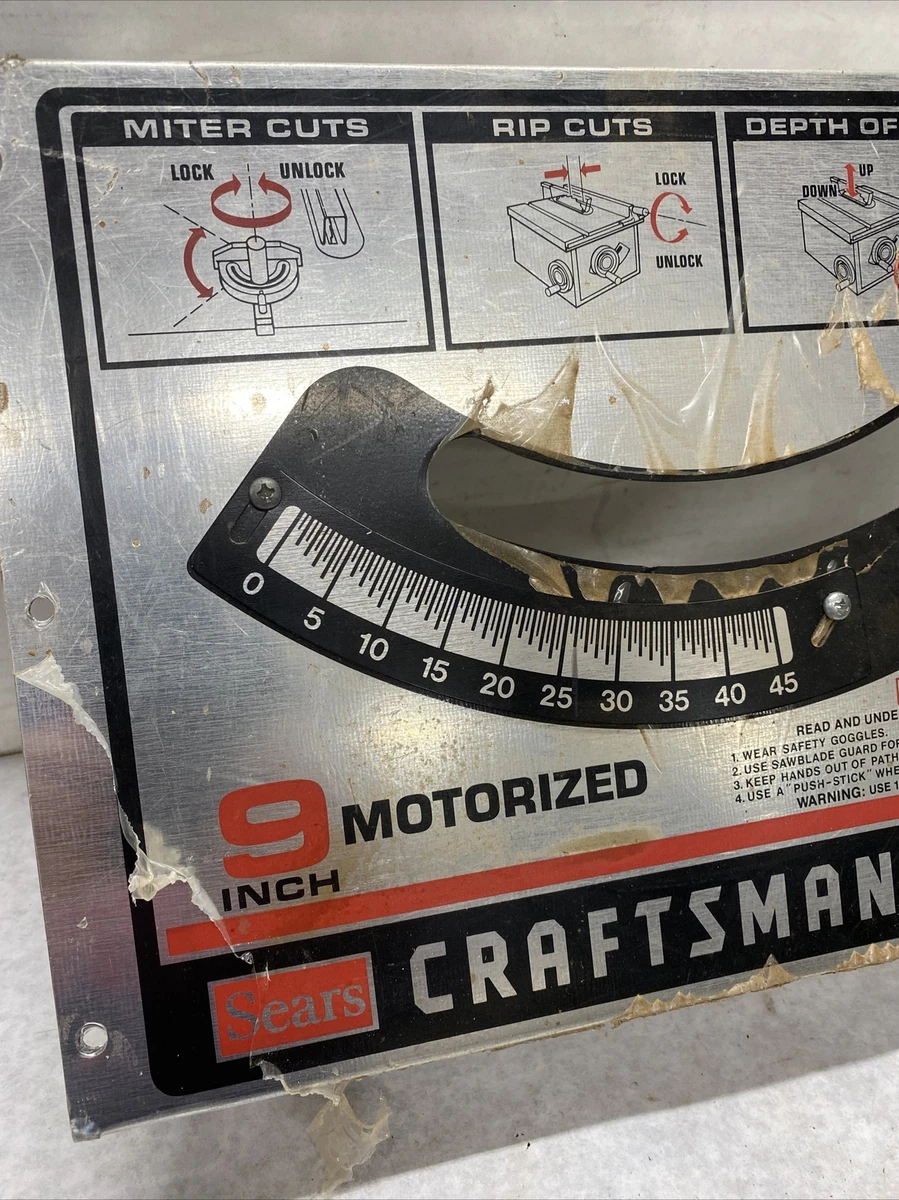 MITER CUTS
LOCK UNLOCK
RIP CUTS
LOCK
UNLOCK
DEPTH OF
UP
DOWN
0 5 10 15 20 25 30 35 40 45
READ AND UNDE
1. WEAR SAFETY GOGGLES.
2. USE SAWBLADE GUARD FOR
3. KEEP HANDS OUT OF PATH
4. USE A "PUSH-STICK" WHE
WARNING: USE 1
9 MOTORIZED
INCH
CRAFTSMAN
Sears